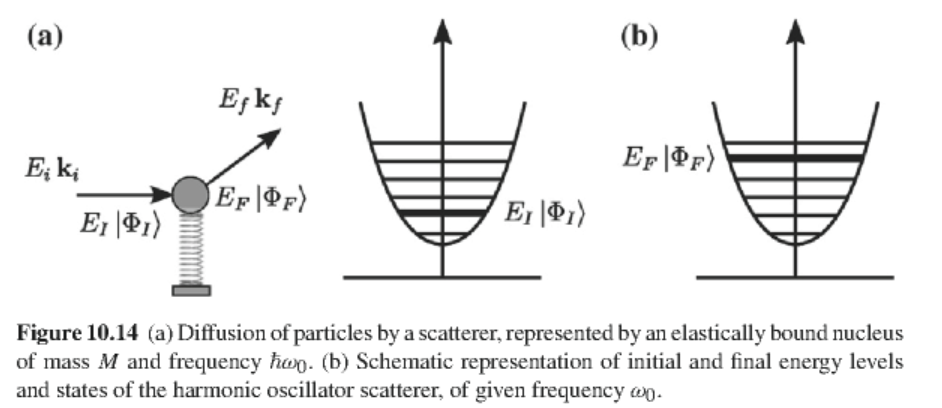 (a)
E_f k_f
E_i k_i
E_I |Φ_I⟩
E_F |Φ_F⟩
E_I |Φ_I⟩
(b)
E_F |Φ_F⟩
Figure 10.14 (a) Diffusion of particles by a scatterer, represented by an elastically bound nucleus
of mass M and frequency ℏω₀. (b) Schematic representation of initial and final energy levels
and states of the harmonic oscillator scatterer, of given frequency ω₀.